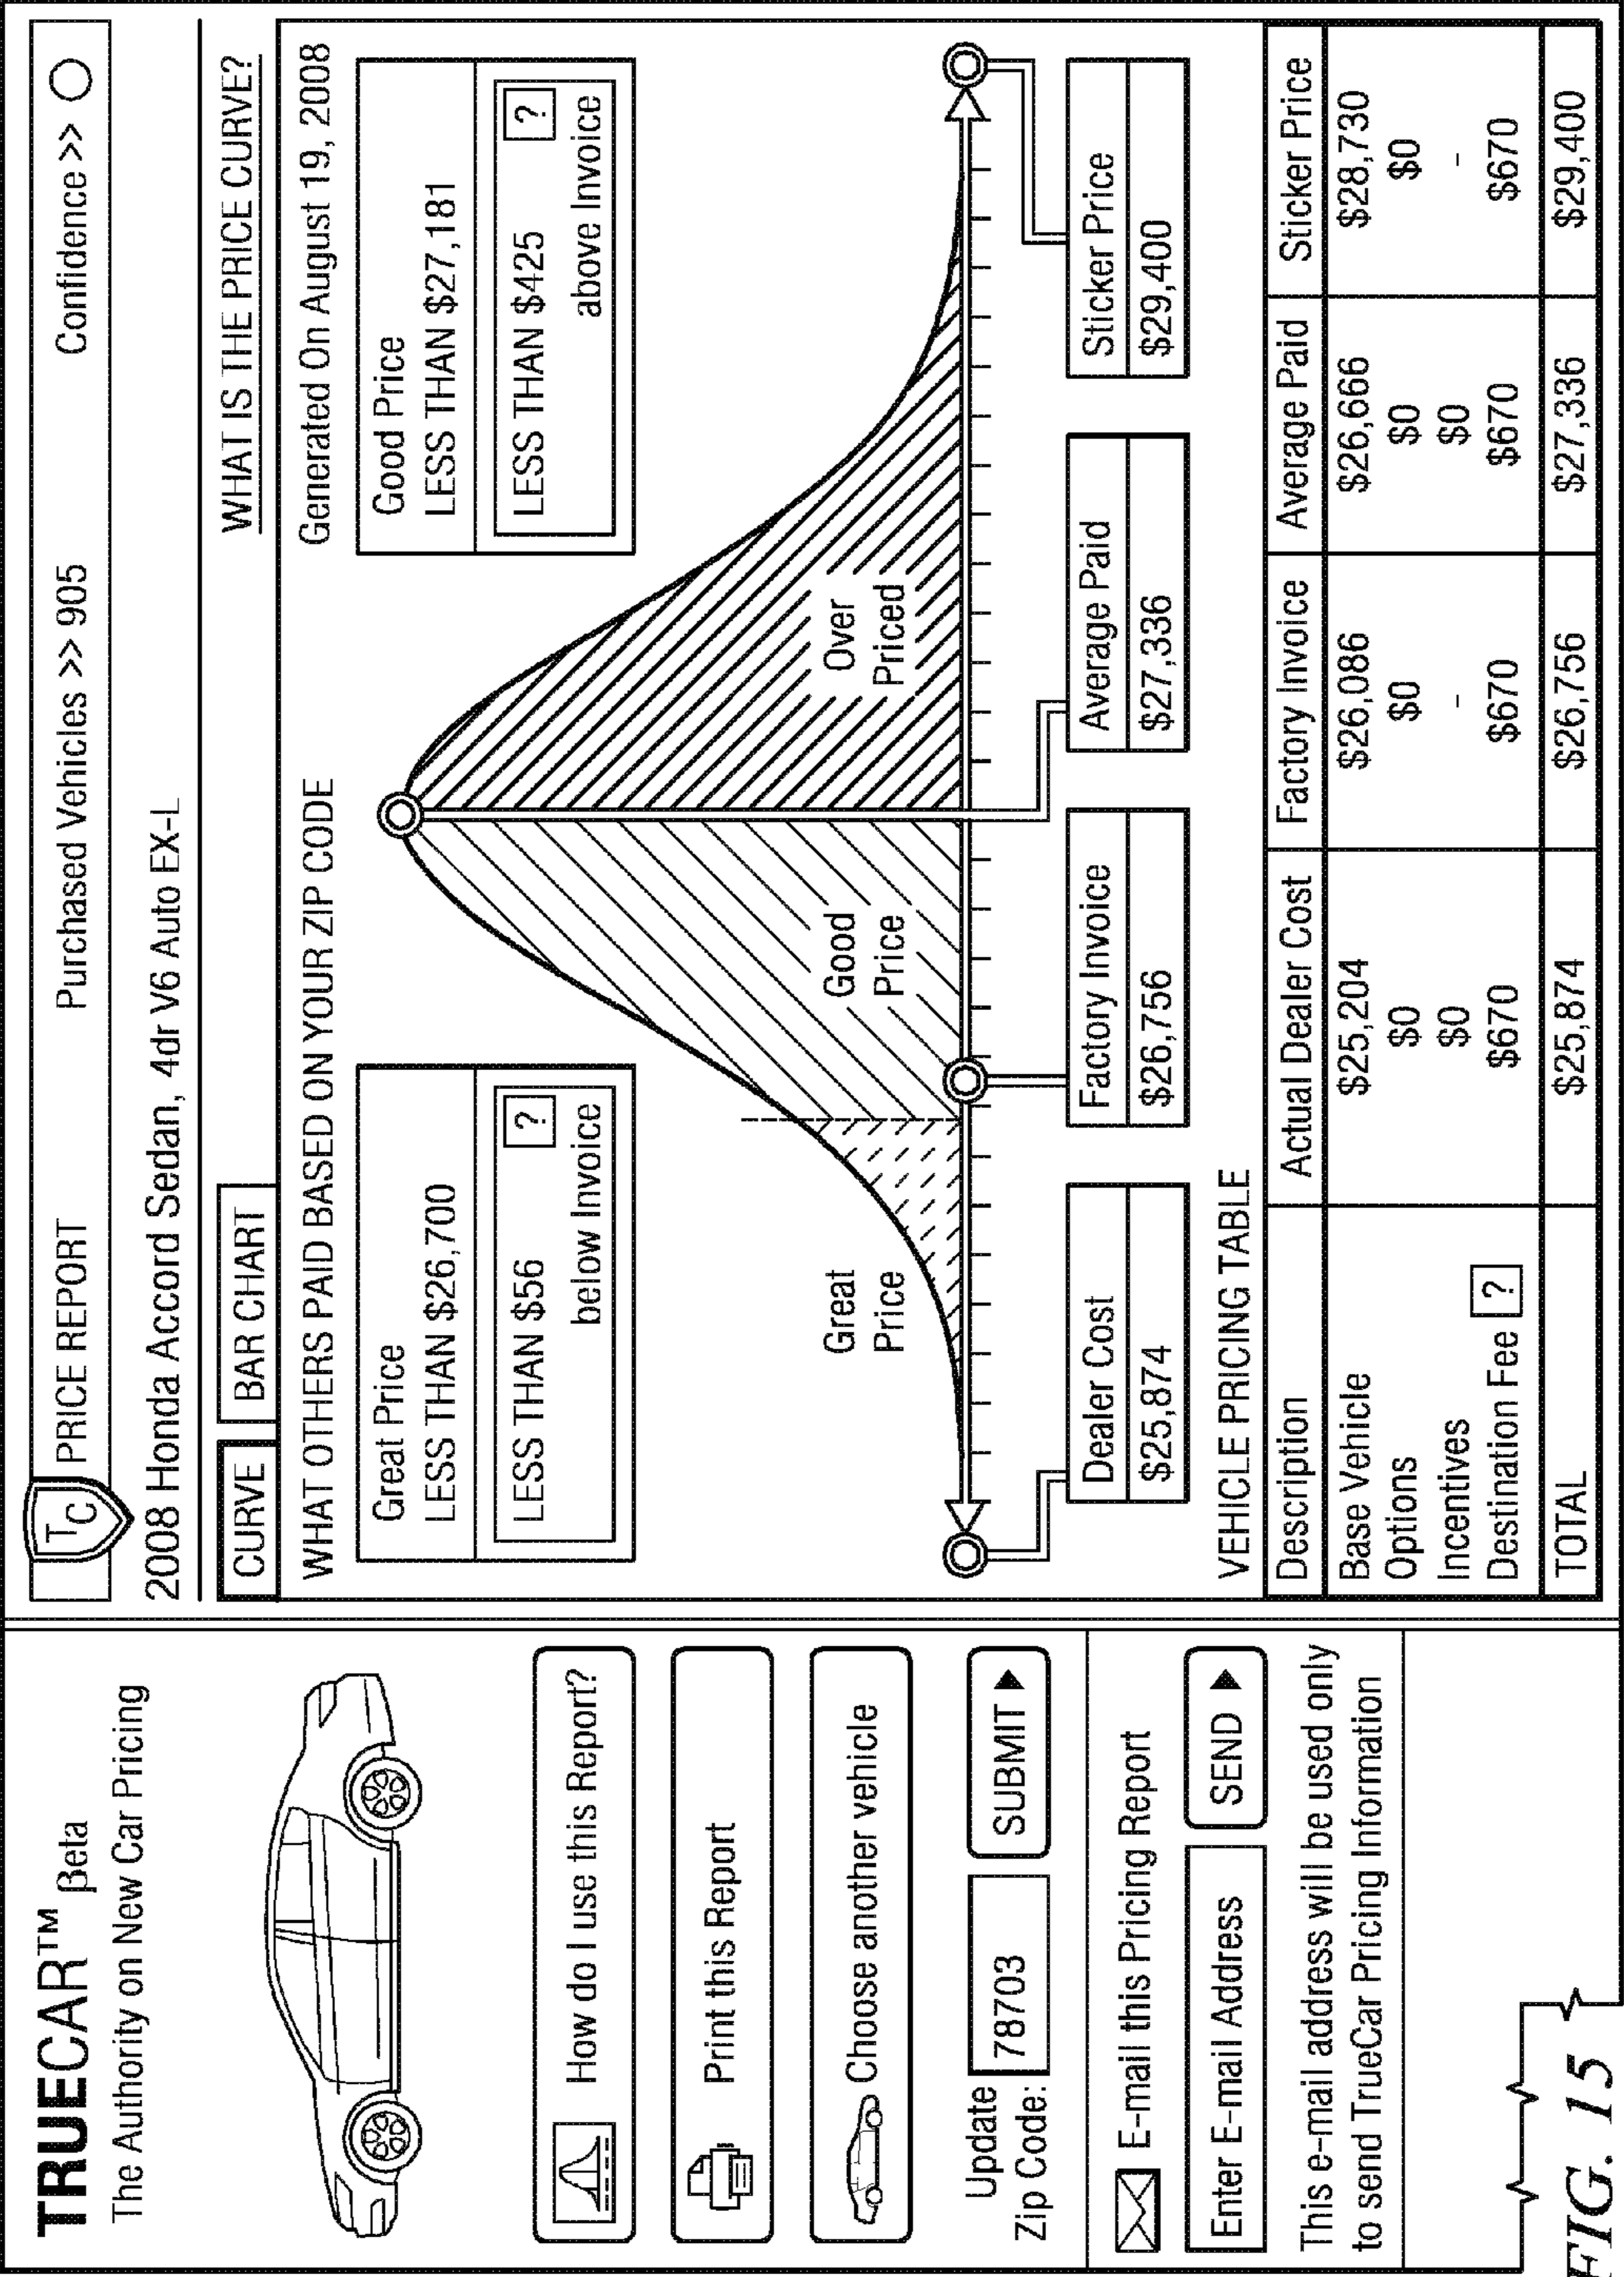 TRUECAR™ βeta
The Authority on New Car Pricing
How do I use this Report?
Print this Report
Choose another vehicle
Update
Zip Code:
78703
SUBMIT
E-mail this Pricing Report
Enter E-mail Address
SEND
This e-mail address will be used only
to send TrueCar Pricing Information
TC
PRICE REPORT
Purchased Vehicles >> 905
Confidence >>
2008 Honda Accord Sedan, 4dr V6 Auto EX-L
CURVE
BAR CHART
WHAT IS THE PRICE CURVE?
WHAT OTHERS PAID BASED ON YOUR ZIP CODE
Generated On August 19, 2008
Great Price
LESS THAN $26,700
LESS THAN $56 ?
below Invoice
Good Price
LESS THAN $27,181
LESS THAN $425 ?
above Invoice
Great
Price
Good
Price
Over
Priced
Dealer Cost
$25,874
Factory Invoice
$26,756
Average Paid
$27,336
Sticker Price
$29,400
VEHICLE PRICING TABLE
Description Actual Dealer Cost Factory Invoice Average Paid Sticker Price
Base Vehicle $25,204 $26,086 $26,666 $28,730
Options $0 $0 $0 $0
Incentives $0 - $0 -
Destination Fee ? $670 $670 $670 $670
TOTAL $25,874 $26,756 $27,336 $29,400
FIG. 15